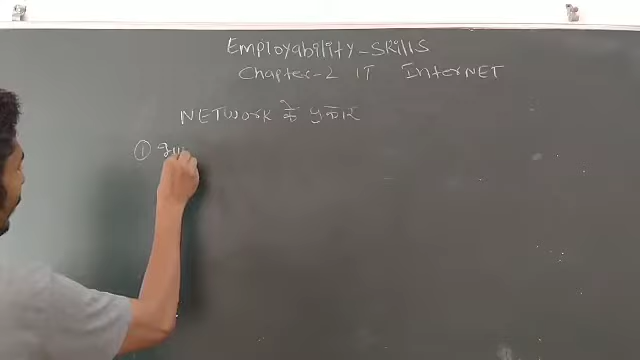 Employability-Skills
Chapter-2 IT InterNET
NETWORK के प्रकार
①